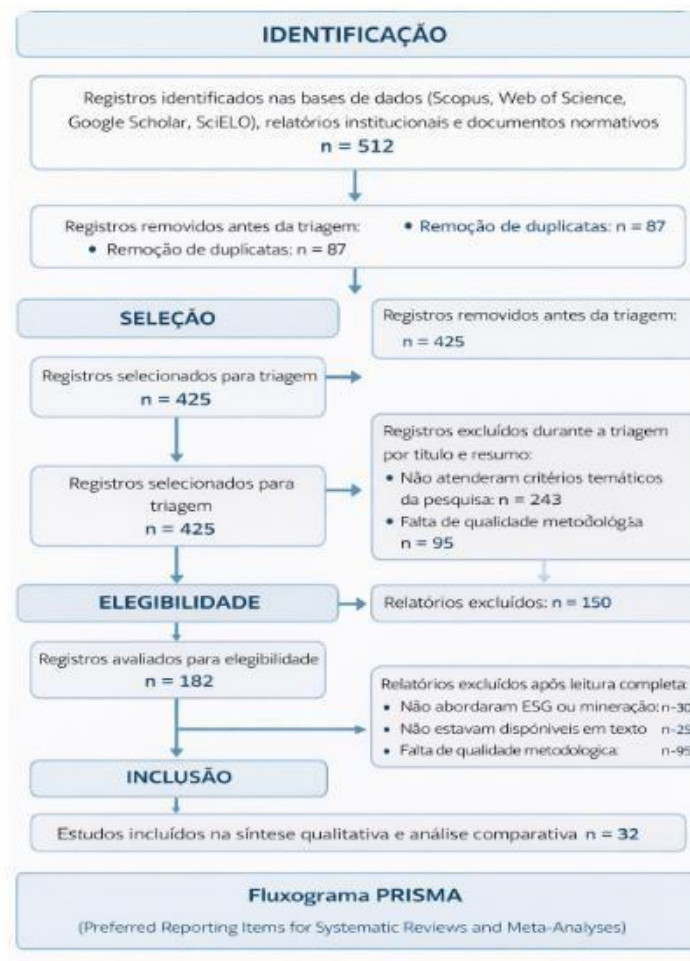 IDENTIFICAÇÃO
Registros identificados nas bases de dados (Scopus, Web of Science,
Google Scholar, SciELO), relatórios institucionais e documentos normativos
n = 512
Registros removidos antes da triagem:
• Remoção de duplicatas: n = 87
• Remoção de duplicatas: n = 87
SELEÇÃO
Registros removidos antes da triagem:
n = 425
Registros selecionados para triagem
n = 425
Registros excluídos durante a triagem
por título e resumo:
• Não atenderam critérios temáticos
da pesquisa: n = 243
• Falta de qualidade metodológia
n = 95
Registros selecionados para
triagem
n = 425
ELEGIBILIDADE
Relatórios excluídos: n = 150
Registros avaliados para elegibilidade
n = 182
Relatórios excluídos após leitura completa:
• Não abordaram ESG ou mineração: n-30
• Não estavam dispóniveis em texto n-25
• Falta de qualidade metodologica: n-95
INCLUSÃO
Estudos incluídos na síntese qualitativa e análise comparativa n = 32
Fluxograma PRISMA
(Preferred Reporting Items for Systematic Reviews and Meta-Analyses)